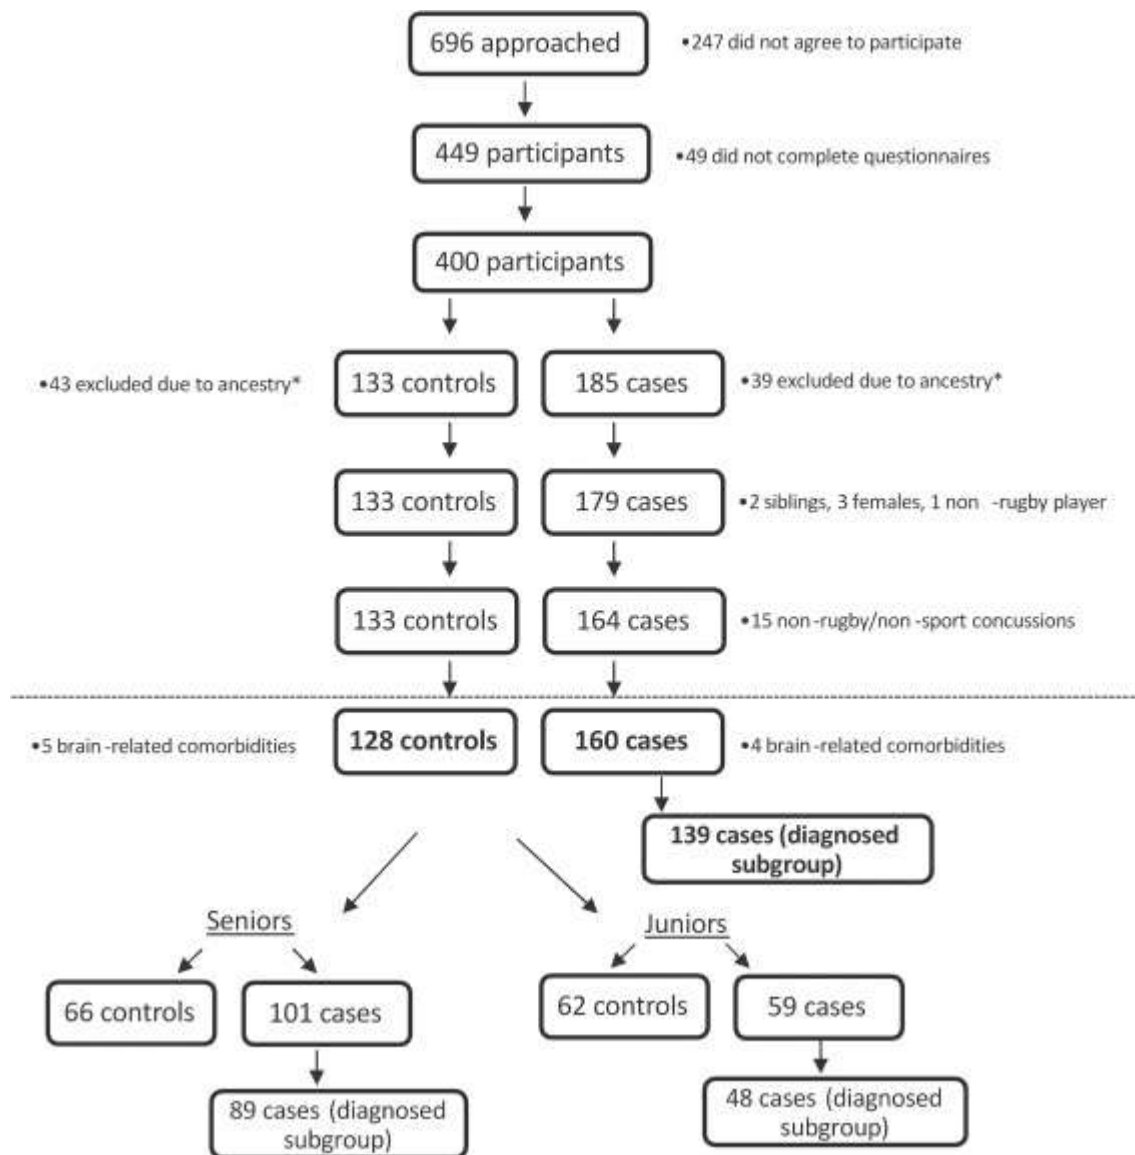 696 approached
•247 did not agree to participate
449 participants
•49 did not complete questionnaires
400 participants
•43 excluded due to ancestry*
133 controls
185 cases
•39 excluded due to ancestry*
133 controls
179 cases
•2 siblings, 3 females, 1 non -rugby player
133 controls
164 cases
•15 non-rugby/non -sport concussions
•5 brain -related comorbidities
128 controls
160 cases
•4 brain -related comorbidities
139 cases (diagnosed
subgroup)
Seniors
Juniors
66 controls
101 cases
62 controls
59 cases
89 cases (diagnosed
subgroup)
48 cases (diagnosed
subgroup)